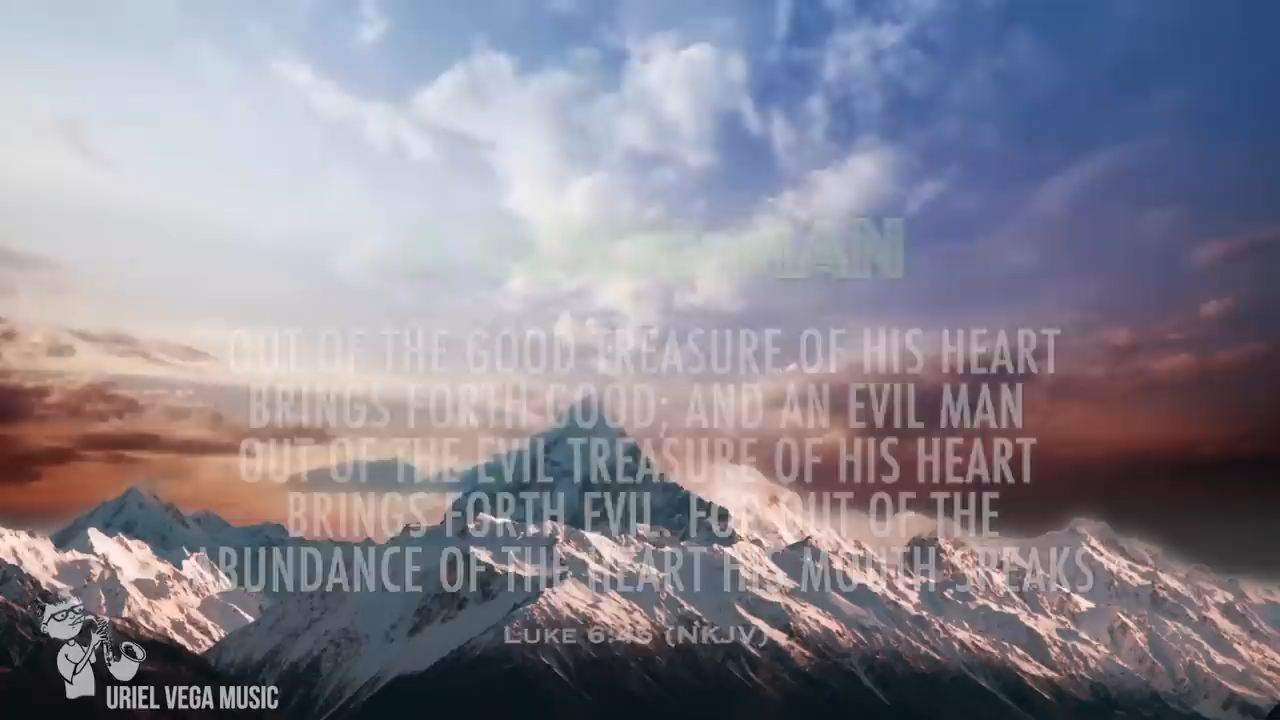 MAN
OUT OF THE GOOD TREASURE OF HIS HEART
BRINGS FORTH GOOD; AND AN EVIL MAN
OUT OF THE EVIL TREASURE OF HIS HEART
BRINGS FORTH EVIL. FOR OUT OF THE
ABUNDANCE OF THE HEART HIS MOUTH SPEAKS
LUKE 6:45 (NKJV)
URIEL VEGA MUSIC